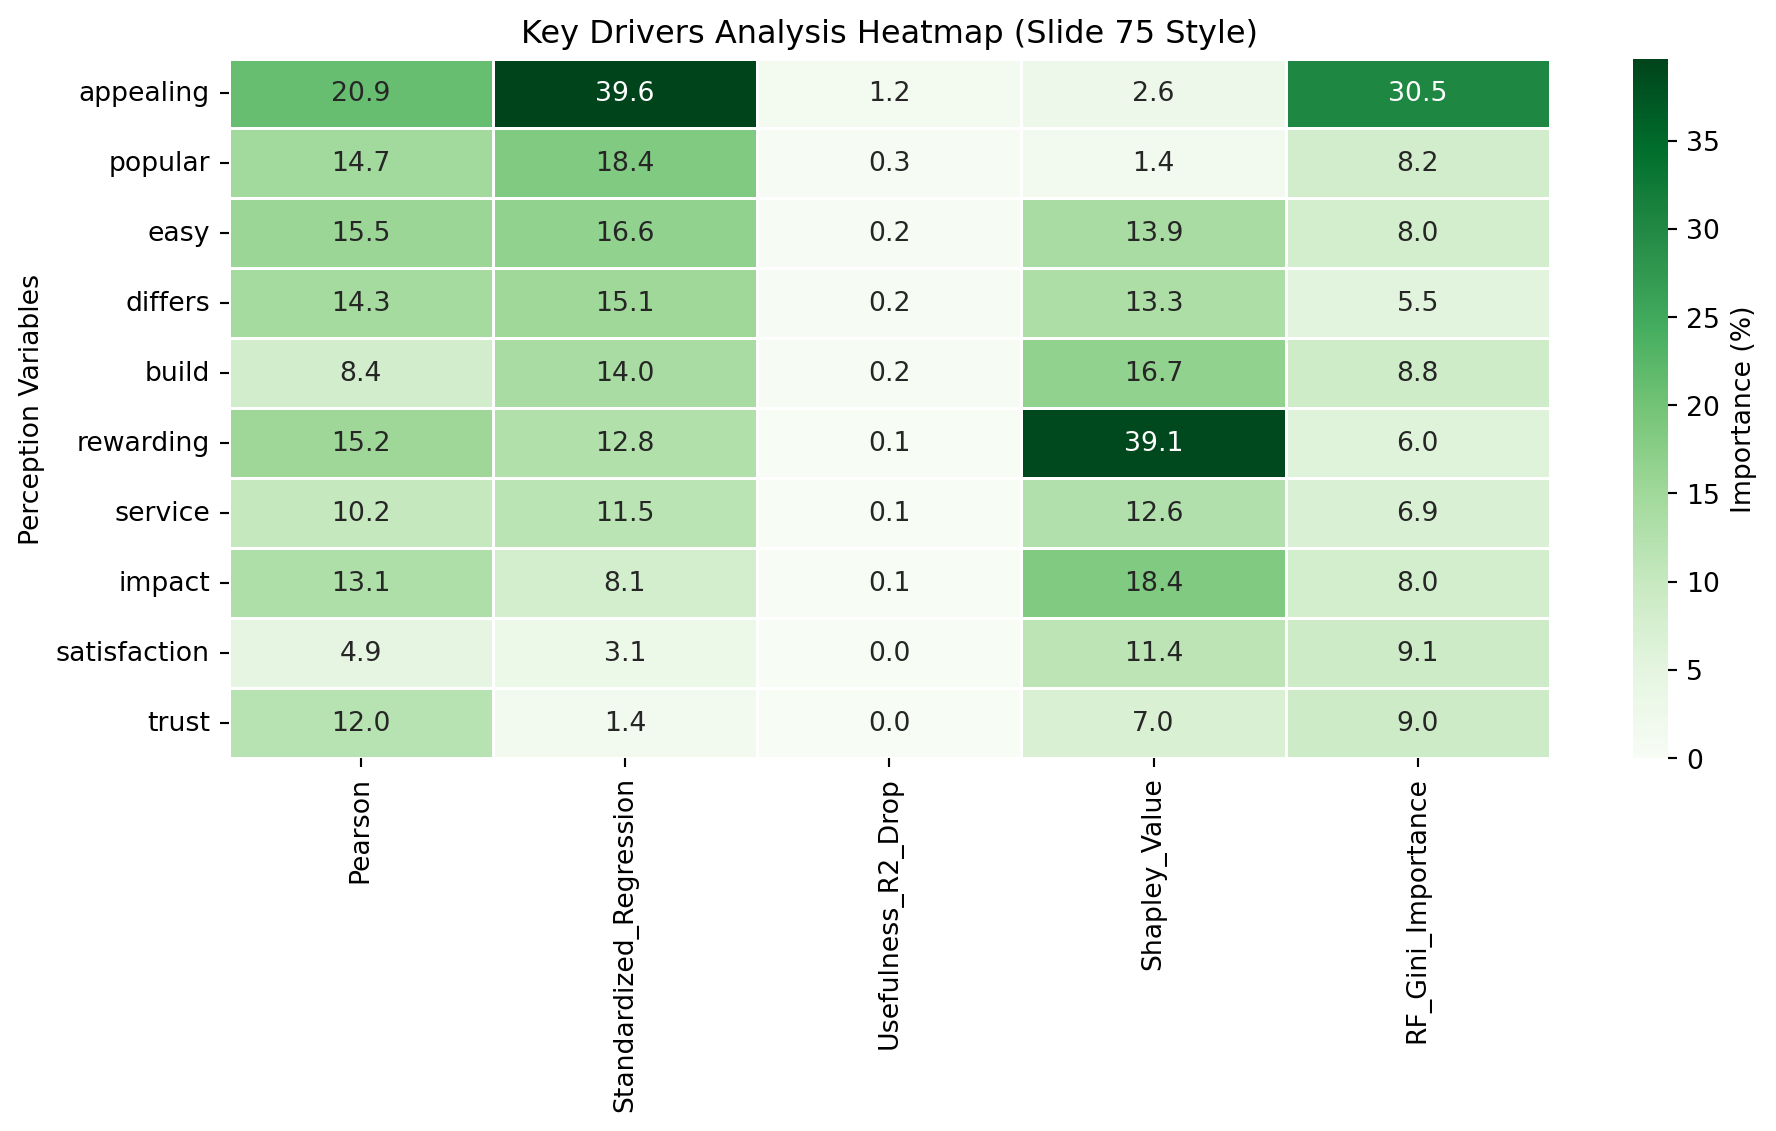 Key Drivers Analysis Heatmap (Slide 75 Style)
Perception Variables
appealing 20.9 39.6 1.2 2.6 30.5
popular 14.7 18.4 0.3 1.4 8.2
easy 15.5 16.6 0.2 13.9 8.0
differs 14.3 15.1 0.2 13.3 5.5
build 8.4 14.0 0.2 16.7 8.8
rewarding 15.2 12.8 0.1 39.1 6.0
service 10.2 11.5 0.1 12.6 6.9
impact 13.1 8.1 0.1 18.4 8.0
satisfaction 4.9 3.1 0.0 11.4 9.1
trust 12.0 1.4 0.0 7.0 9.0
Pearson
Standardized_Regression
Usefulness_R2_Drop
Shapley_Value
RF_Gini_Importance
35
30
25
20
15
10
5
0
Importance (%)